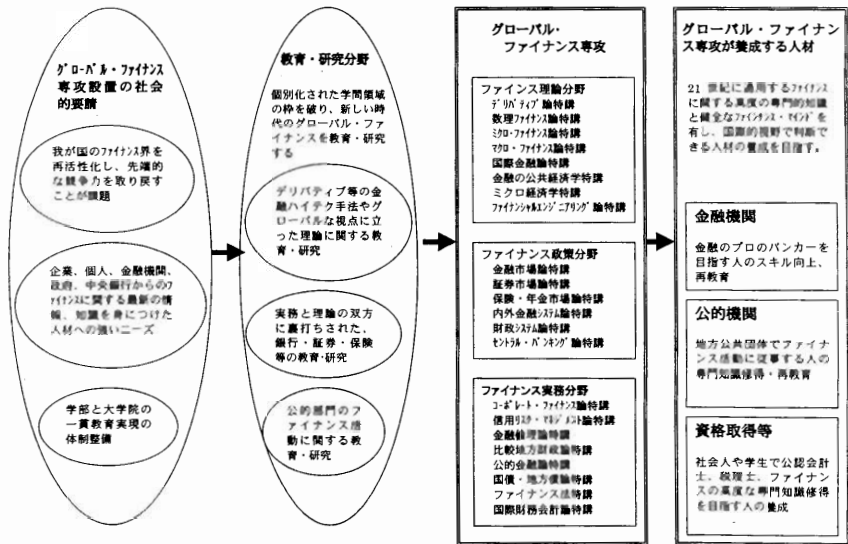 グローバル・ファイナンス
専攻設置の社会
的要請
我が国のファイナンス界を
再活性化し、先端的
な競争力を取り戻す
ことが課題
企業、個人、金融機関、
政府、中央銀行からのファ
イナンスに関する最新の情
報、知識を身につけた
人材への強いニーズ
学部と大学院の
一貫教育実現の
体制整備
教育・研究分野
個別化された学問領域
の枠を破り、新しい時
代のグローバル・ファ
イナンスを教育・研究
する
デリバティブ等の金
融ハイテク手法やグ
ローバルな視点に立
った理論に関する教
育・研究
実務と理論の双方
に裏打ちされた、
銀行・証券・保険
等の教育・研究
公的部門のファ
イナンス活
動に関する教
育・研究
グローバル・
ファイナンス専攻
ファインス理論分野
デリバティブ論特講
数理ファイナンス論特講
ミクロ・ファイナンス論特講
マクロ・ファイナンス論特講
国際金融論特講
金融の公共経済学特講
ミクロ経済学特講
ファイナンシャルエンジニアリング論特講
ファイナンス政策分野
金融市場論特講
証券市場論特講
保険・年金市場論特講
内外金融システム論特講
財政システム論特講
セントラル・バンキング論特講
ファイナンス実務分野
コーポレート・ファイナンス論特講
信用リスク・マネジメント論特講
金融倫理論特講
比較地方財政論特講
公的金融論特講
国債・地方債論特講
ファイナンス法特講
国際財務会計論特講
グローバル・ファイナン
ス専攻が養成する人材
21 世紀に通用するファイナンス
に関する高度の専門的知識
と健全なファインナンス・マインドを
有し、国際的視野で判断で
きる人材の養成を目指す。
金融機関
金融のプロのバンカーを
目指す人のスキル向上、
再教育
公的機関
地方公共団体でファイナ
ンス活動に従事する人の
専門知識修得・再教育
資格取得等
社会人や学生で公認会計
士、税理士、ファイナン
スの高度な専門知識修得
を目指す人の養成